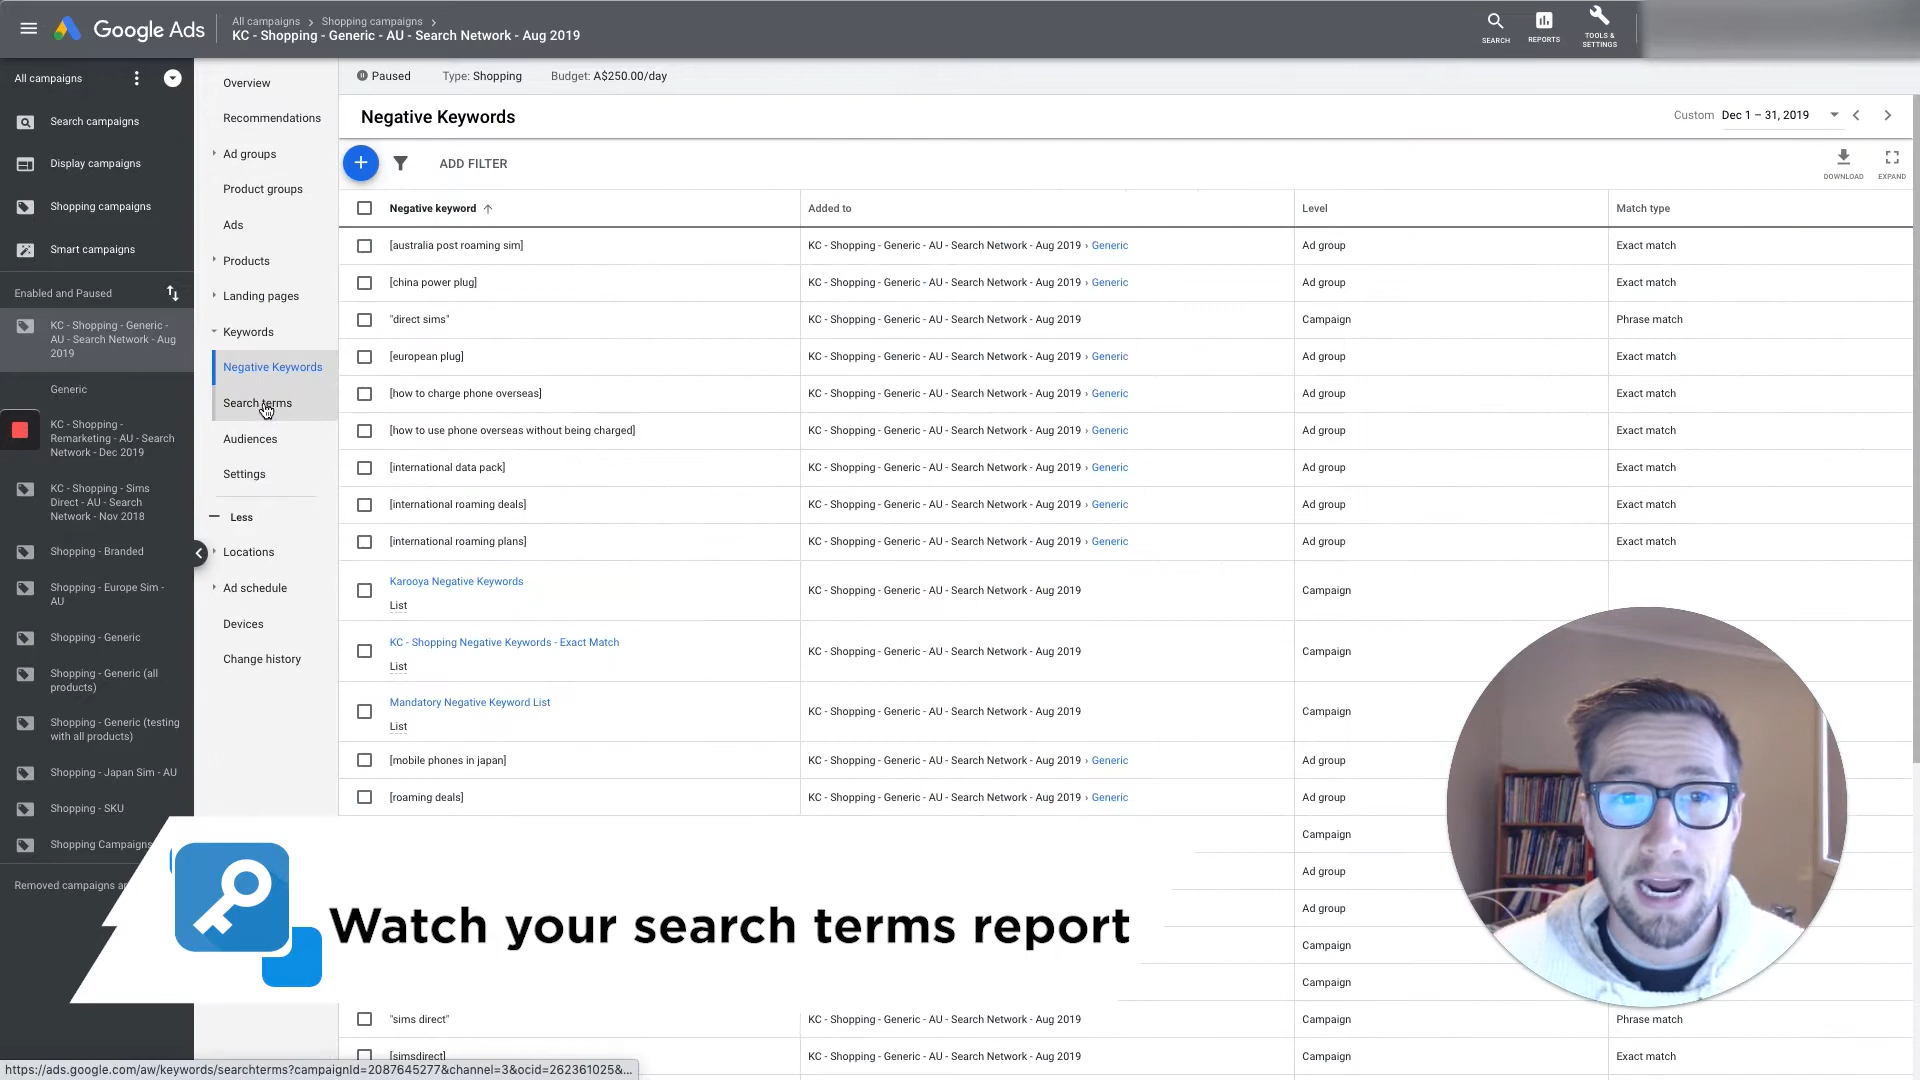 Google Ads
All campaigns > Shopping campaigns >
KC - Shopping - Generic - AU - Search Network - Aug 2019
SEARCH
REPORTS
TOOLS &
SETTINGS
All campaigns
Search campaigns
Display campaigns
Shopping campaigns
Smart campaigns
Enabled and Paused
KC - Shopping - Generic -
AU - Search Network - Aug
2019
Generic
KC - Shopping -
Remarketing - AU - Search
Network - Dec 2019
KC - Shopping - Sims
Direct - AU - Search
Network - Nov 2018
Shopping - Branded
Shopping - Europe Sim -
AU
Shopping - Generic
Shopping - Generic (all
products)
Shopping - Generic (testing
with all products)
Shopping - Japan Sim - AU
Shopping - SKU
Shopping Campaigns
Removed campaigns
Overview
Recommendations
Ad groups
Product groups
Ads
Products
Landing pages
Keywords
Negative Keywords
Search terms
Audiences
Settings
Less
Locations
Ad schedule
Devices
Change history
Paused Type: Shopping Budget: A$250.00/day
Negative Keywords
Custom Dec 1 – 31, 2019
ADD FILTER
DOWNLOAD
EXPAND
Negative keyword Added to Level Match type
[australia post roaming sim] KC - Shopping - Generic - AU - Search Network - Aug 2019 › Generic Ad group Exact match
[china power plug] KC - Shopping - Generic - AU - Search Network - Aug 2019 › Generic Ad group Exact match
"direct sims" KC - Shopping - Generic - AU - Search Network - Aug 2019 Campaign Phrase match
[european plug] KC - Shopping - Generic - AU - Search Network - Aug 2019 › Generic Ad group Exact match
[how to charge phone overseas] KC - Shopping - Generic - AU - Search Network - Aug 2019 › Generic Ad group Exact match
[how to use phone overseas without being charged] KC - Shopping - Generic - AU - Search Network - Aug 2019 › Generic Ad group Exact match
[international data pack] KC - Shopping - Generic - AU - Search Network - Aug 2019 › Generic Ad group Exact match
[international roaming deals] KC - Shopping - Generic - AU - Search Network - Aug 2019 › Generic Ad group Exact match
[international roaming plans] KC - Shopping - Generic - AU - Search Network - Aug 2019 › Generic Ad group Exact match
Karooya Negative Keywords
List
KC - Shopping - Generic - AU - Search Network - Aug 2019 Campaign
KC - Shopping Negative Keywords - Exact Match
List
KC - Shopping - Generic - AU - Search Network - Aug 2019 Campaign
Mandatory Negative Keyword List
List
KC - Shopping - Generic - AU - Search Network - Aug 2019 Campaign
[mobile phones in japan] KC - Shopping - Generic - AU - Search Network - Aug 2019 › Generic Ad group
[roaming deals] KC - Shopping - Generic - AU - Search Network - Aug 2019 › Generic Ad group
Campaign
Ad group
Ad group
Campaign
Campaign
Watch your search terms report
"sims direct" KC - Shopping - Generic - AU - Search Network - Aug 2019 Campaign Phrase match
[simsdirect] KC - Shopping - Generic - AU - Search Network - Aug 2019 Campaign Exact match
https://ads.google.com/aw/keywords/searchterms?campaignId=2087645277&channel=3&ocid=262361025&...